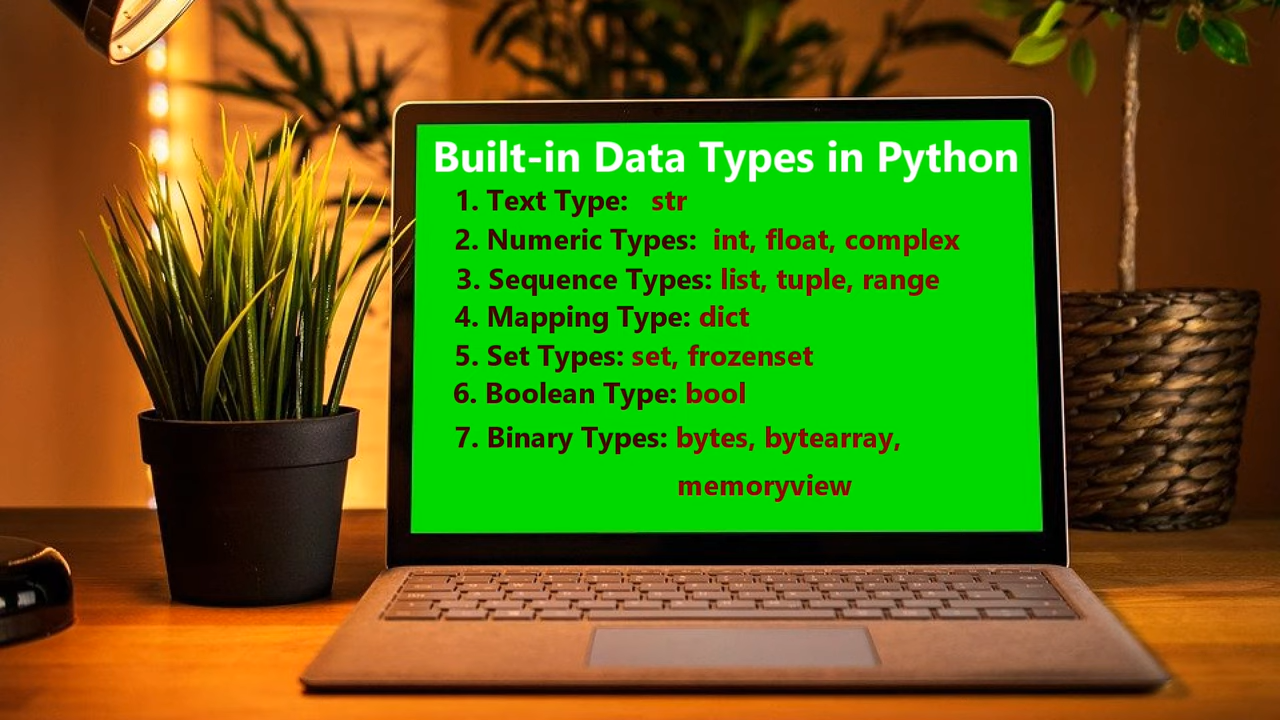 Built-in Data Types in Python
1. Text Type: str
2. Numeric Types: int, float, complex
3. Sequence Types: list, tuple, range
4. Mapping Type: dict
5. Set Types: set, frozenset
6. Boolean Type: bool
7. Binary Types: bytes, bytearray,
memoryview